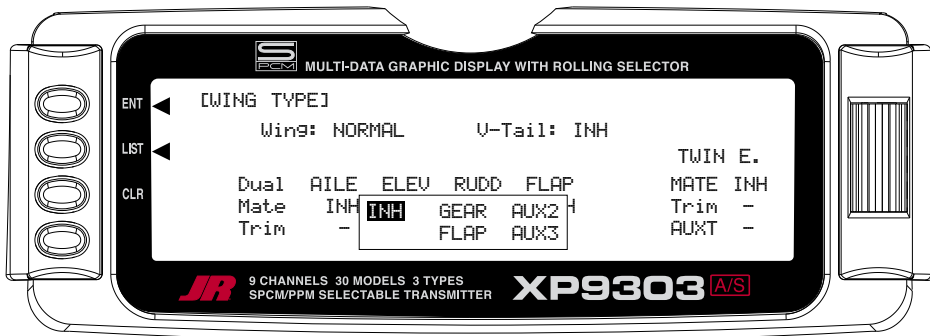 S
PCM MULTI-DATA GRAPHIC DISPLAY WITH ROLLING SELECTOR
ENT
LIST
CLR
[WING TYPE]
Wing: NORMAL V-Tail: INH
TWIN E.
Dual AILE ELEV RUDD FLAP MATE INH
Mate INH INH GEAR AUX2 H Trim -
Trim - FLAP AUX3 AUXT -
JR 9 CHANNELS 30 MODELS 3 TYPES
SPCM/PPM SELECTABLE TRANSMITTER XP9303 A/S